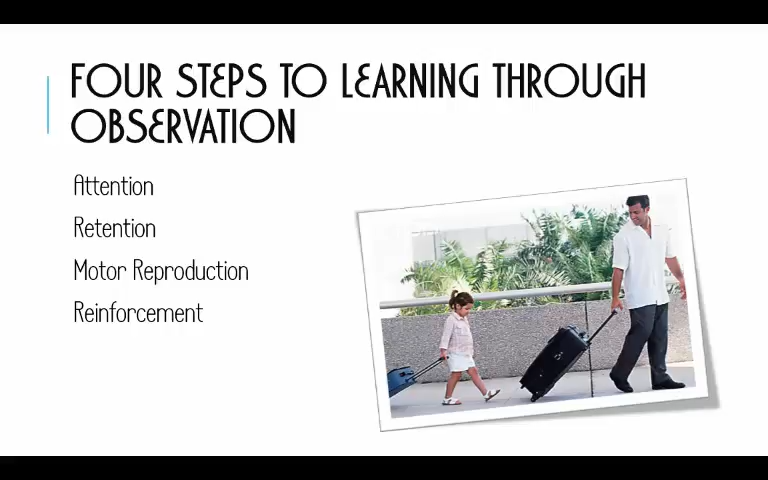 FOUR STEPS TO LEARNING THROUGH
OBSERVATION
Attention
Retention
Motor Reproduction
Reinforcement